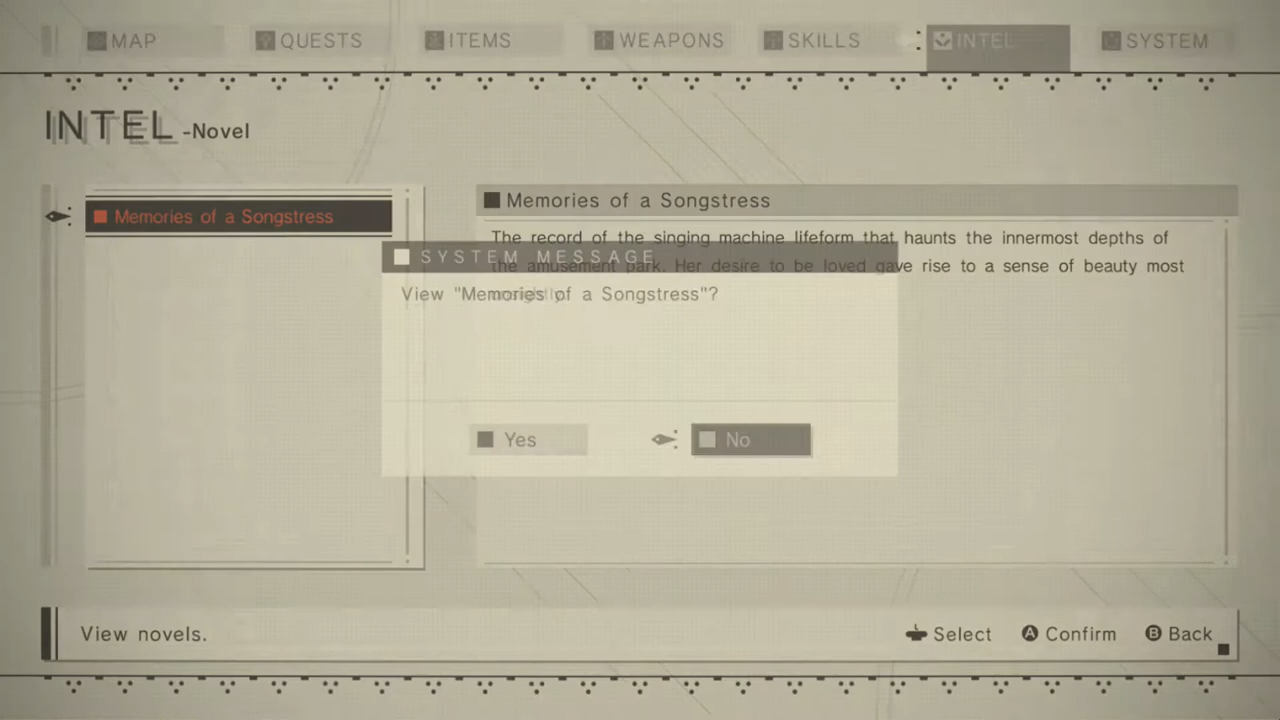 MAP QUESTS ITEMS WEAPONS SKILLS INTEL SYSTEM
INTEL -Novel
Memories of a Songstress
Memories of a Songstress
The record of the singing machine lifeform that haunts the innermost depths of
the amusement park. Her desire to be loved gave rise to a sense of beauty most
SYSTEM MESSAGE
View "Memories of a Songstress"?
Yes No
View novels.
Select A Confirm B Back